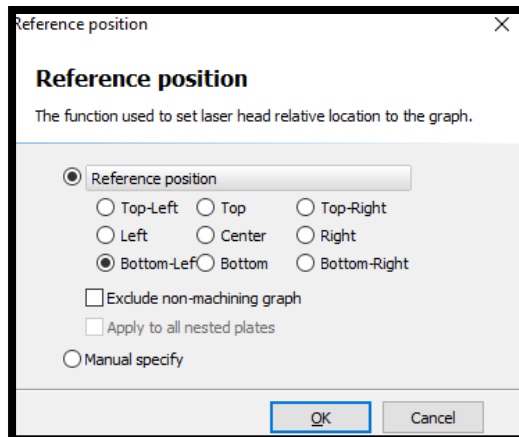 Reference position
Reference position
The function used to set laser head relative location to the graph.
Reference position
Top-Left Top Top-Right
Left Center Right
Bottom-Lef Bottom Bottom-Right
Exclude non-machining graph
Apply to all nested plates
Manual specify
OK Cancel